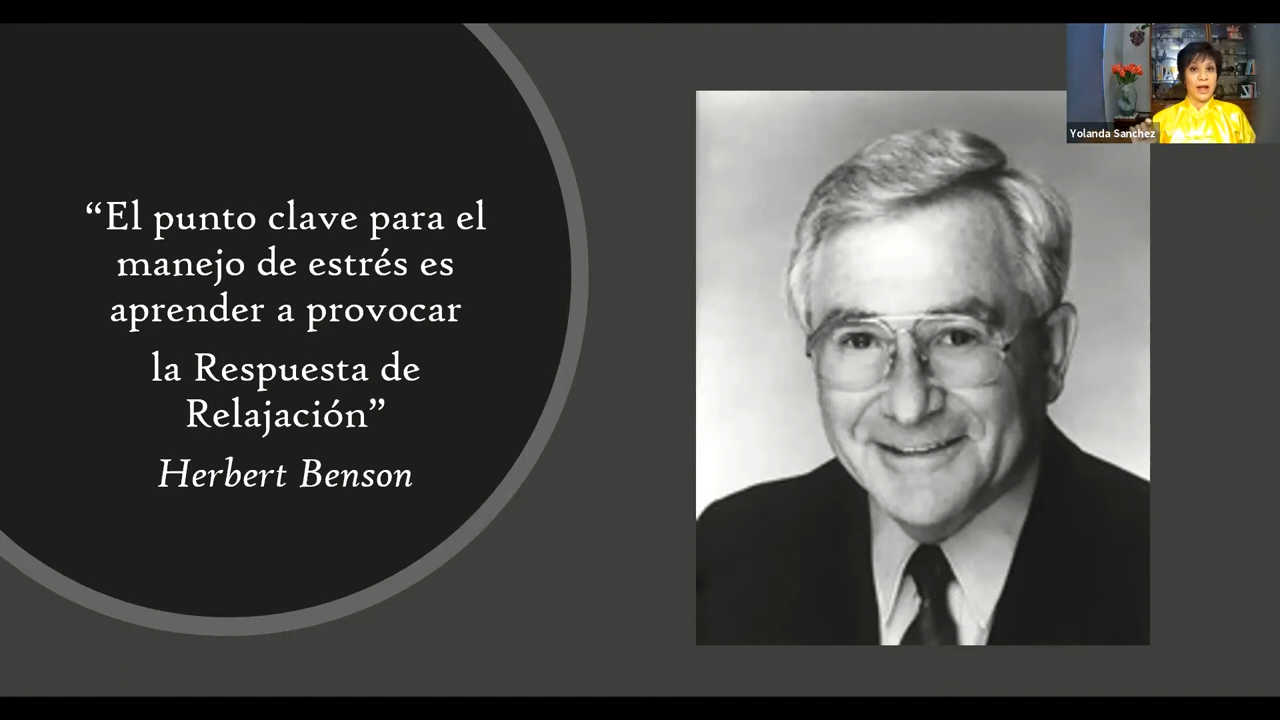 “El punto clave para el
manejo de estrés es
aprender a provocar
la Respuesta de
Relajación”
Herbert Benson
Yolanda Sanchez